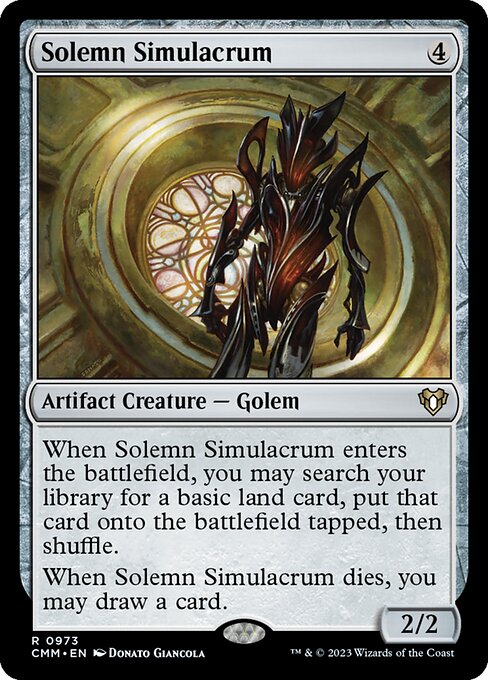 Solemn Simulacrum 4
Artifact Creature — Golem
When Solemn Simulacrum enters
the battlefield, you may search your
library for a basic land card, put that
card onto the battlefield tapped, then
shuffle.
When Solemn Simulacrum dies, you
may draw a card.
2/2
R 0973
CMM • EN Donato Giancola
™ & © 2023 Wizards of the Coast